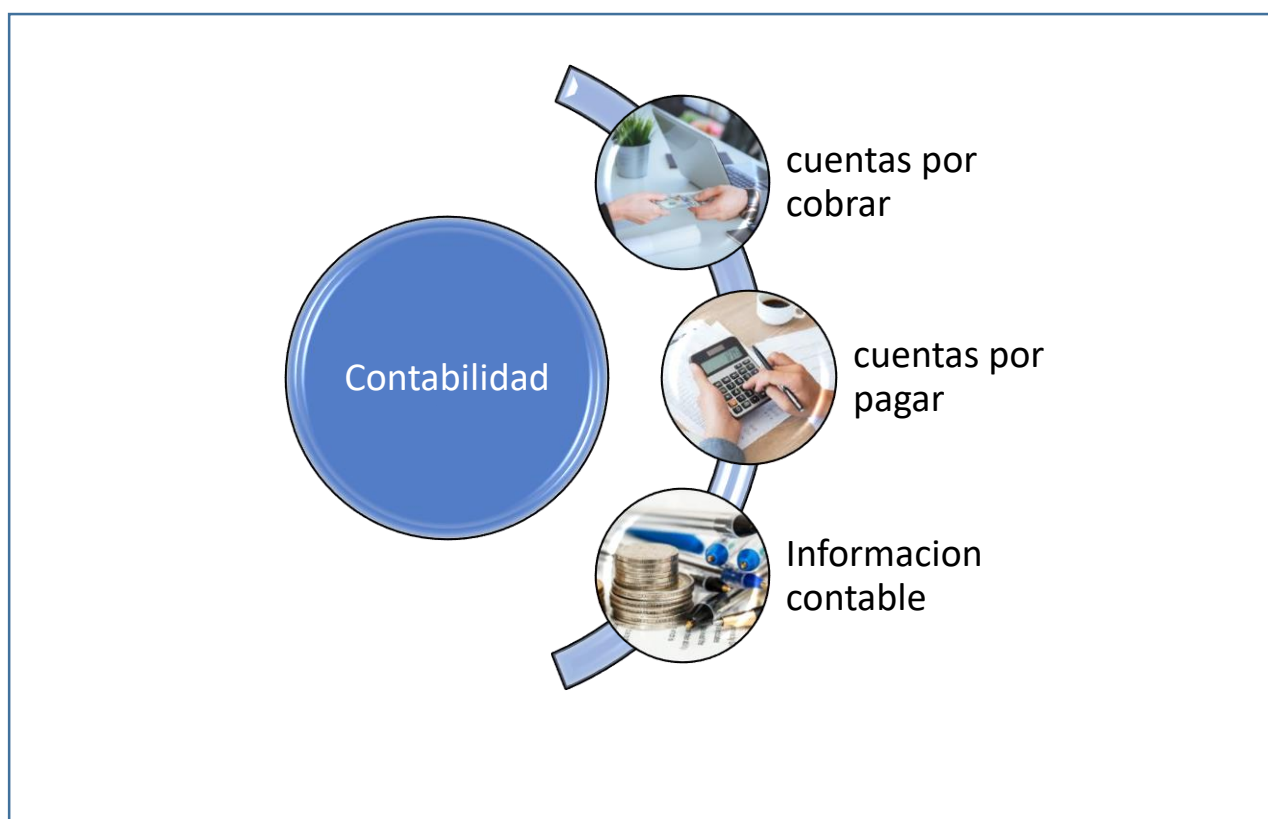 Contabilidad
cuentas por
cobrar
cuentas por
pagar
Informacion
contable